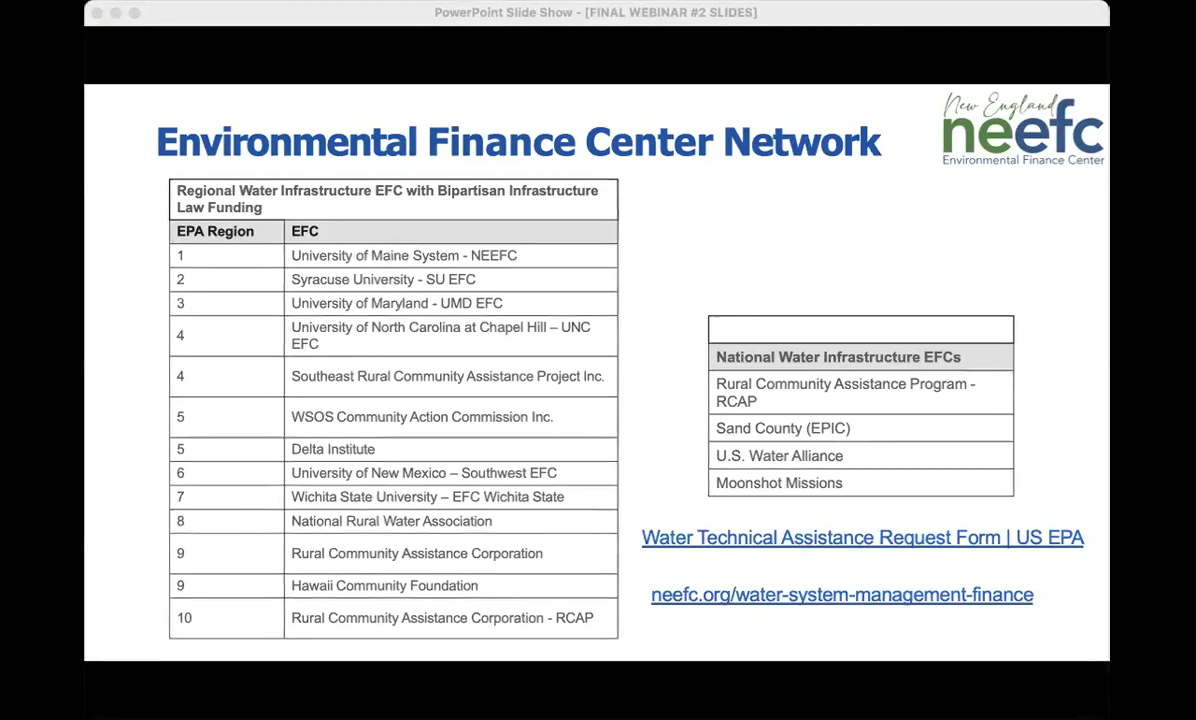 PowerPoint Slide Show - [FINAL WEBINAR #2 SLIDES]
New England
neefc
Environmental Finance Center
Environmental Finance Center Network
Regional Water Infrastructure EFC with Bipartisan Infrastructure
Law Funding
EPA Region EFC
1 University of Maine System - NEEFC
2 Syracuse University - SU EFC
3 University of Maryland - UMD EFC
4 University of North Carolina at Chapel Hill – UNC
EFC
4 Southeast Rural Community Assistance Project Inc.
5 WSOS Community Action Commission Inc.
5 Delta Institute
6 University of New Mexico – Southwest EFC
7 Wichita State University – EFC Wichita State
8 National Rural Water Association
9 Rural Community Assistance Corporation
9 Hawaii Community Foundation
10 Rural Community Assistance Corporation - RCAP
National Water Infrastructure EFCs
Rural Community Assistance Program -
RCAP
Sand County (EPIC)
U.S. Water Alliance
Moonshot Missions
Water Technical Assistance Request Form | US EPA
neefc.org/water-system-management-finance